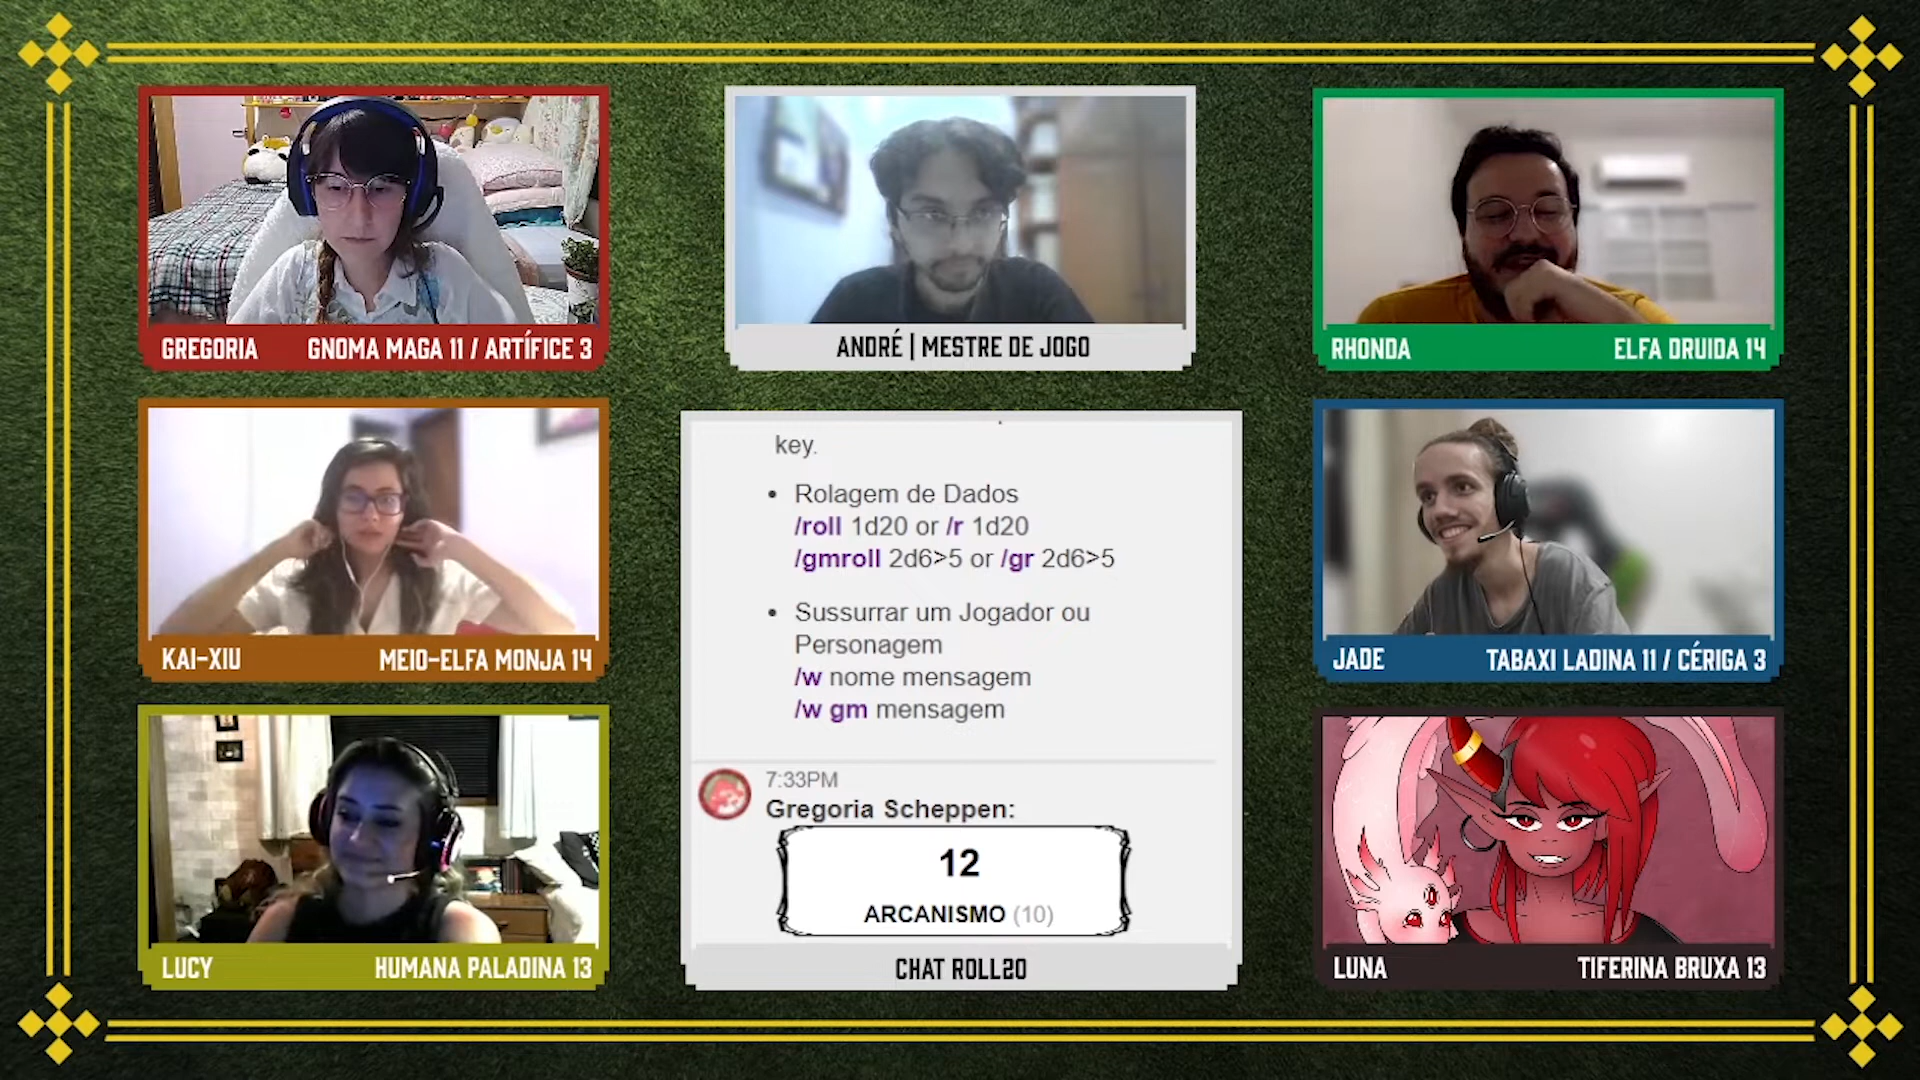 GREGORIA GNOMA MAGA 11 / ARTÍFICE 3
ANDRÉ | MESTRE DE JOGO
RHONDA ELFA DRUIDA 14
KAI-XIU MEIO-ELFA MONJA 14
key.
• Rolagem de Dados
/roll 1d20 or /r 1d20
/gmroll 2d6>5 or /gr 2d6>5
• Sussurrar um Jogador ou
Personagem
/w nome mensagem
/w gm mensagem
7:33PM
Gregoria Scheppen:
12
ARCANISMO (10)
CHAT ROLL20
JADE TABAXI LADINA 11 / CÉRIGA 3
LUCY HUMANA PALADINA 13
LUNA TIFERINA BRUXA 13